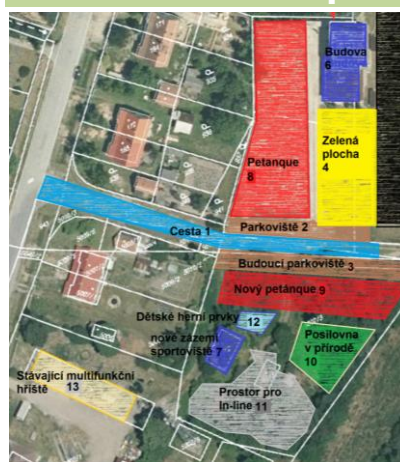 Budova
6
Petanque
8
Zelená
plocha
4
Parkoviště 2
Cesta 1
Budoucí parkoviště 3
Nový petánque 9
Dětské herní prvky
12
nové zázemí
sportoviště 7
Posilovna
v přírodě
10
Stávající multifunkční
hřiště
13
Prostor pro
In-line
11